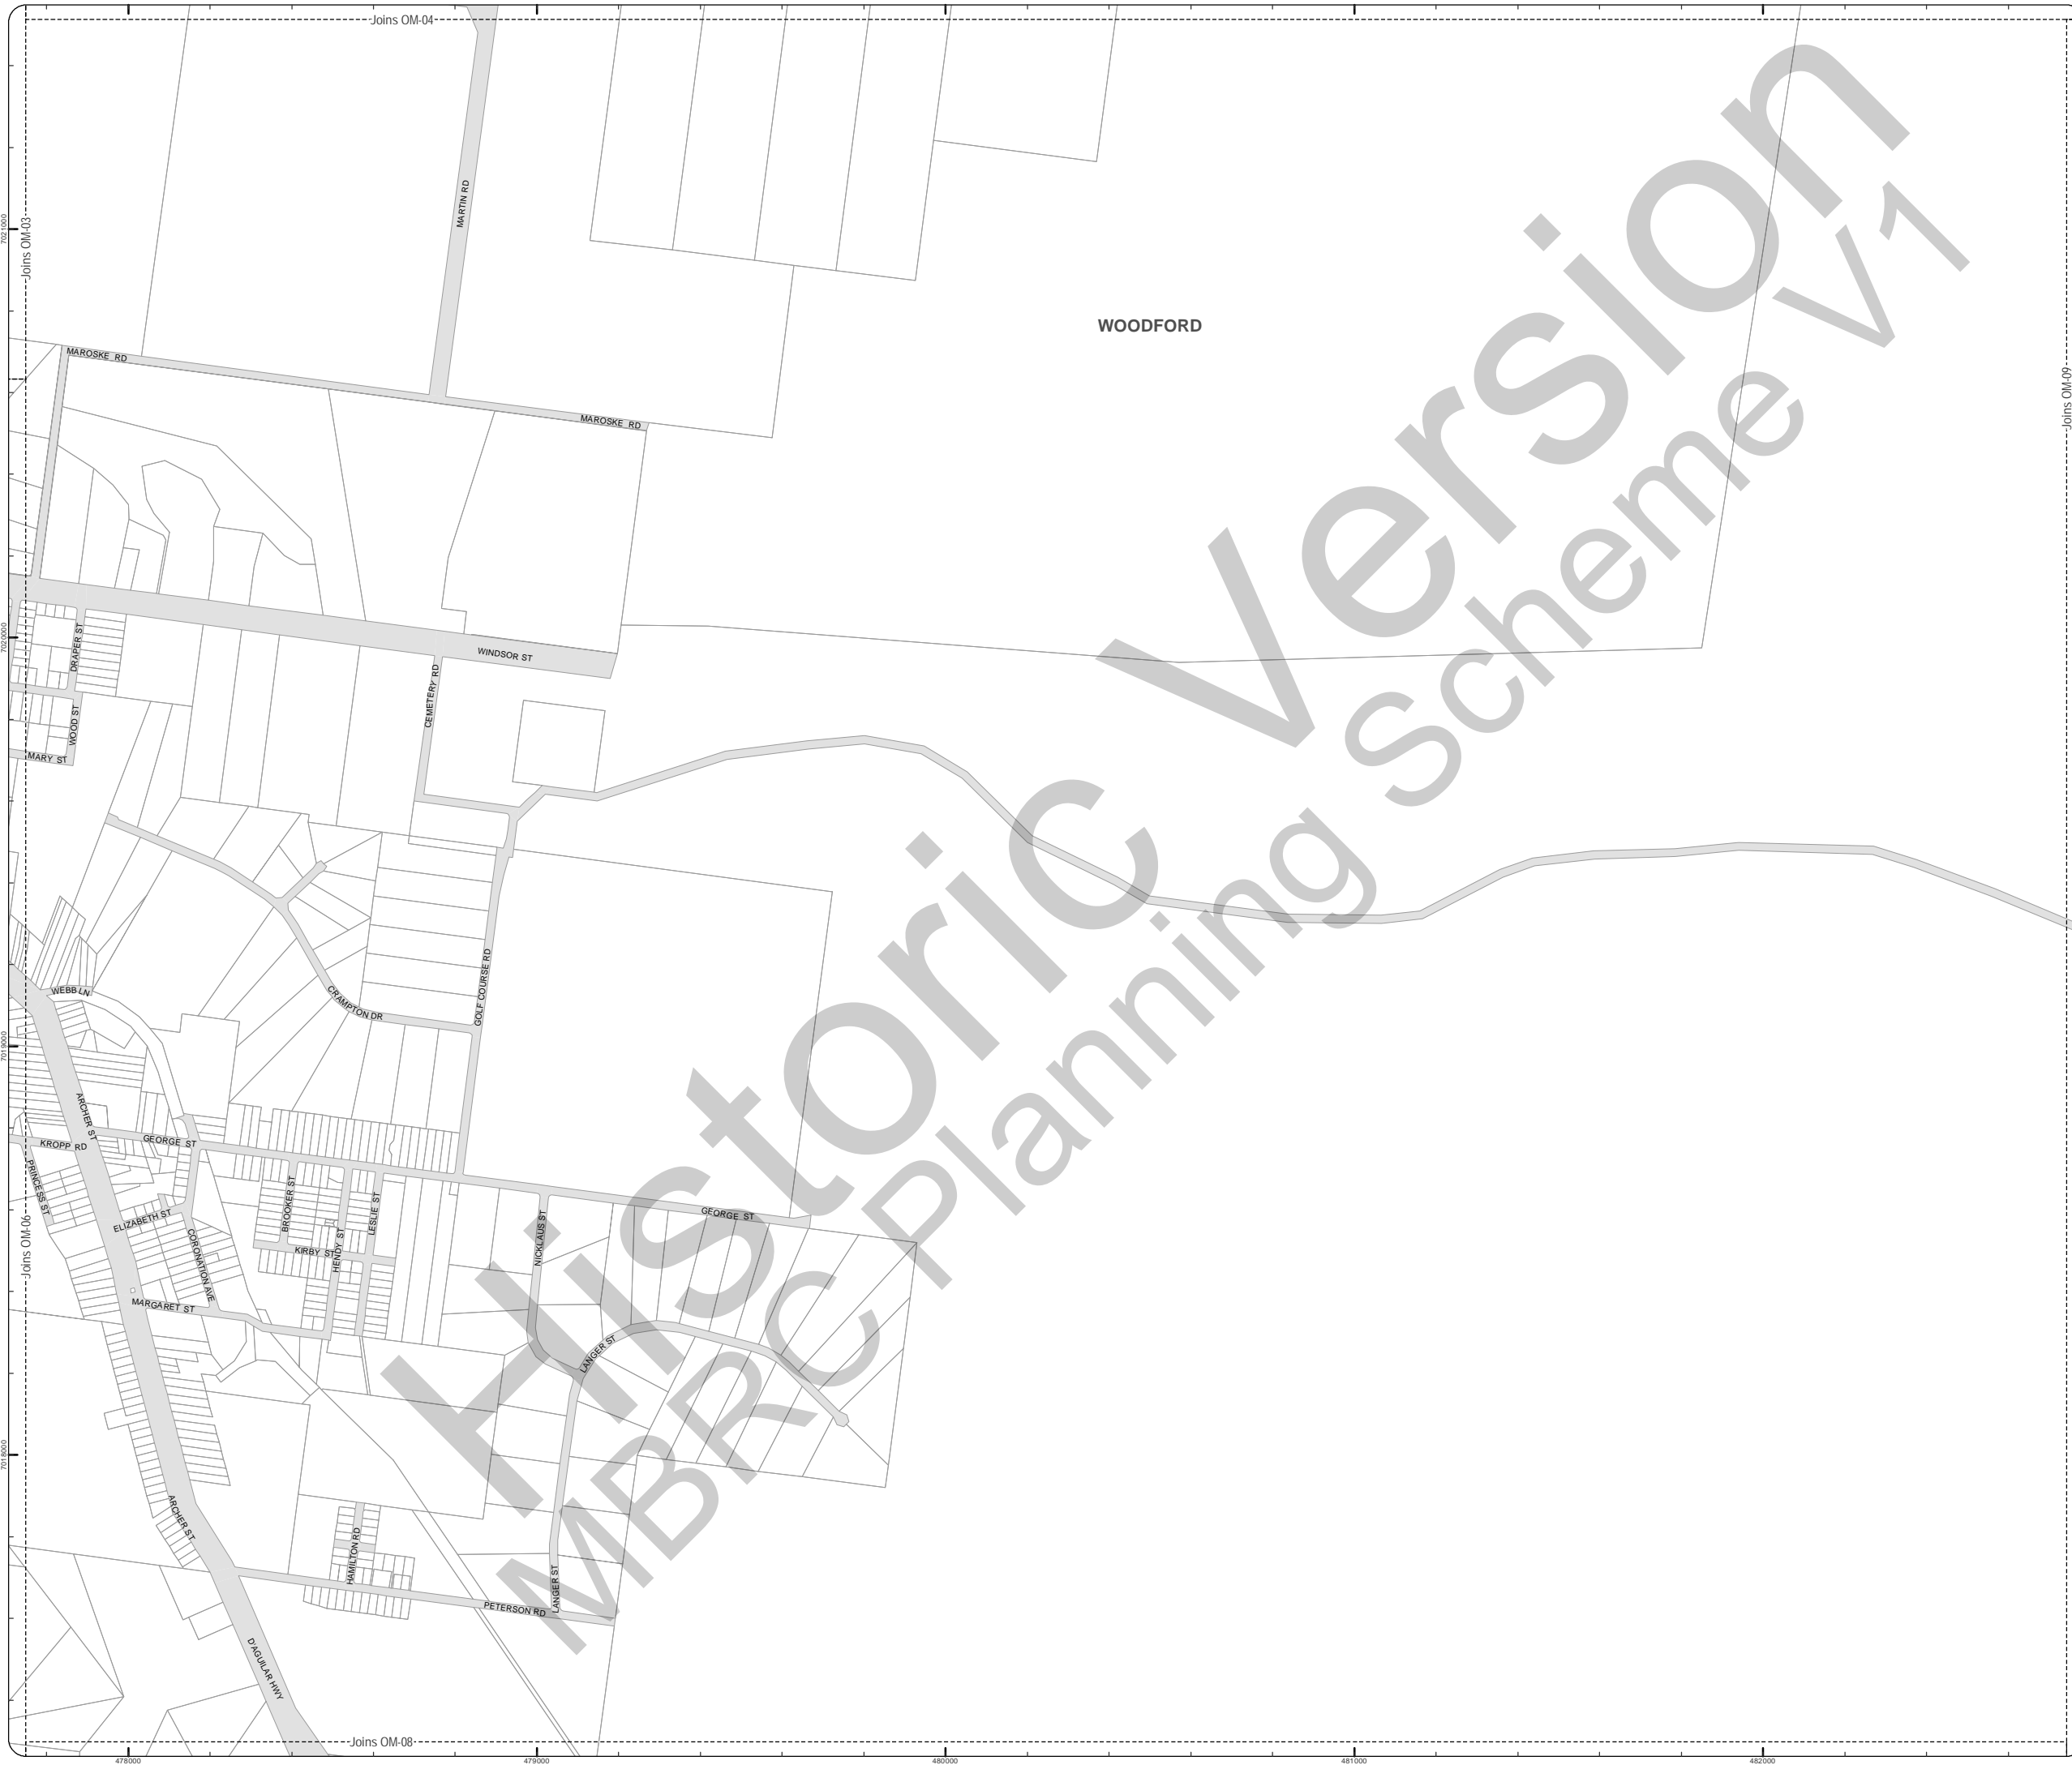 Joins OM-04
Joins OM-03
7021000
MARTIN RD
WOODFORD
MAROSKE RD
MAROSKE RD
Joins OM-09
7020000
DRAPER ST
WINDSOR ST
CEMETERY RD
WOOD ST
MARY ST
Historic Version
MBRC Planning Scheme V1
GOLF COURSE RD
WEBB LN
CRAMPTON DR
7019000
ARCHER ST
GEORGE ST
KROPP RD
PRINCESS ST
BROOKER ST
LESLIE ST
ELIZABETH ST
GEORGE ST
NICKLAUS ST
CORONATION AVE
HENDY ST
KIRBY ST
Joins OM-06
MARGARET ST
LANGER ST
7018000
ARCHER ST
HAMILTON RD
LANGER ST
PETERSON RD
D'AGUILAR HWY
Joins OM-08
478000
479000
480000
481000
482000